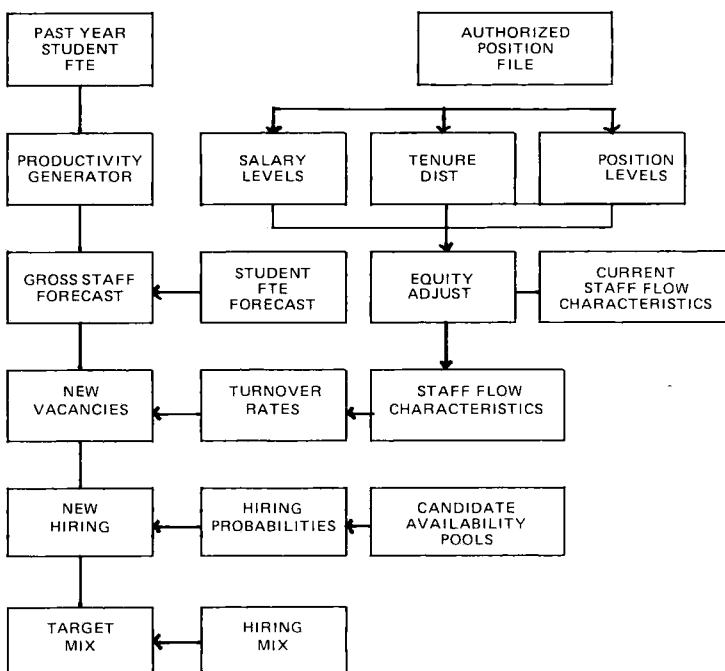 PAST YEAR
STUDENT
FTE
AUTHORIZED
POSITION
FILE
PRODUCTIVITY
GENERATOR
SALARY
LEVELS
TENURE
DIST
POSITION
LEVELS
GROSS STAFF
FORECAST
STUDENT
FTE
FORECAST
EQUITY
ADJUST
CURRENT
STAFF FLOW
CHARACTERISTICS
NEW
VACANCIES
TURNOVER
RATES
STAFF FLOW
CHARACTERISTICS
NEW
HIRING
HIRING
PROBABILITIES
CANDIDATE
AVAILABILITY
POOLS
TARGET
MIX
HIRING
MIX